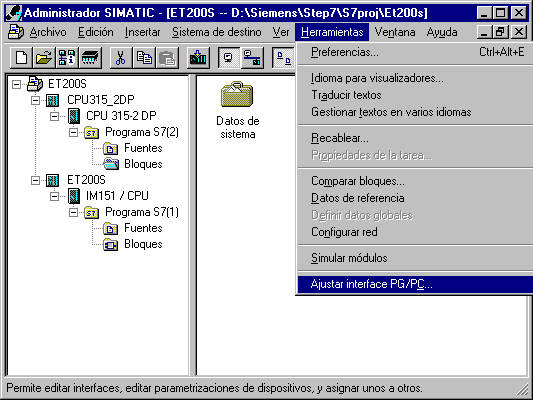 Administrador SIMATIC - [ET200S -- D:\Siemens\Step7\S7proj\Et200s]
Archivo Edición Insertar Sistema de destino Ver Herramientas Ventana Ayuda
Preferencias... Ctrl+Alt+E
Idioma para visualizadores...
Traducir textos
Gestionar textos en varios idiomas
Recablear...
Propiedades de la tarea...
Comparar bloques...
Datos de referencia
Definir datos globales
Configurar red
Simular módulos
Ajustar interface PG/PC...
ET200S
CPU315_2DP
CPU 315-2 DP
Programa S7(2)
Fuentes
Bloques
ET200S
IM151 / CPU
Programa S7(1)
Fuentes
Bloques
Datos de
sistema
Permite editar interfaces, editar parametrizaciones de dispositivos, y asignar unos a otros.